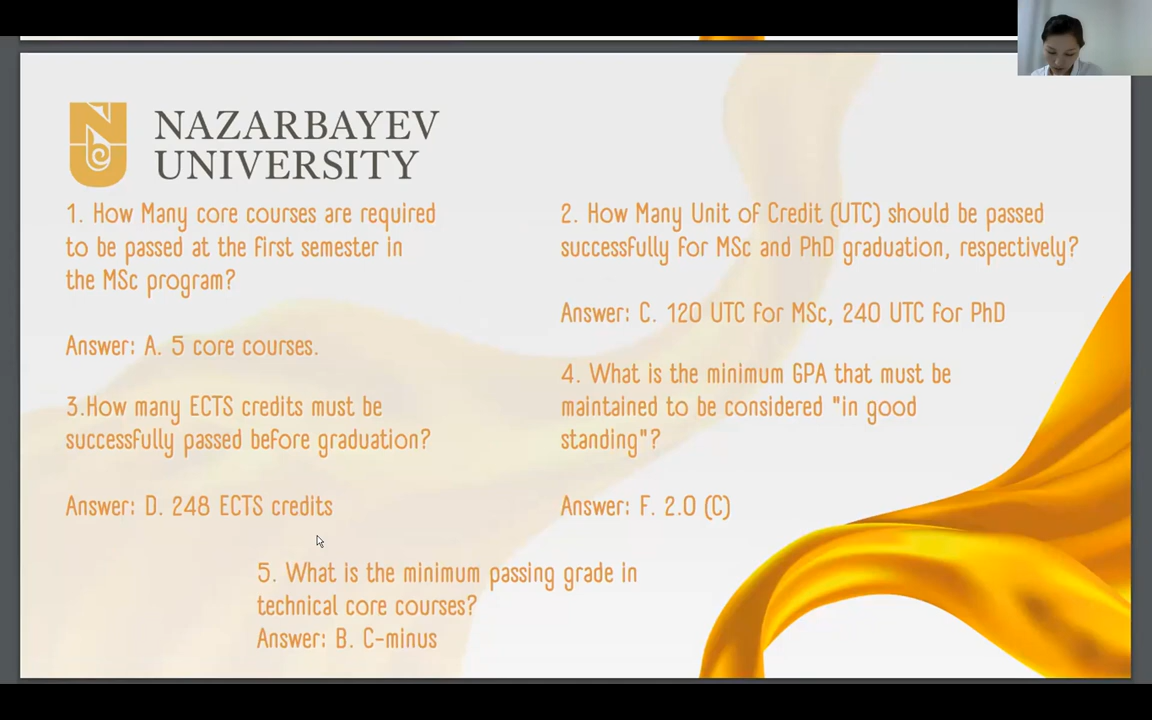 NAZARBAYEV
UNIVERSITY
1. How Many core courses are required
to be passed at the first semester in
the MSc program?
Answer: A. 5 core courses.
2. How Many Unit of Credit (UTC) should be passed
successfully for MSc and PhD graduation, respectively?
Answer: C. 120 UTC for MSc, 240 UTC for PhD
3.How many ECTS credits must be
successfully passed before graduation?
Answer: D. 248 ECTS credits
4. What is the minimum GPA that must be
maintained to be considered "in good
standing"?
Answer: F. 2.0 (C)
5. What is the minimum passing grade in
technical core courses?
Answer: B. C-minus